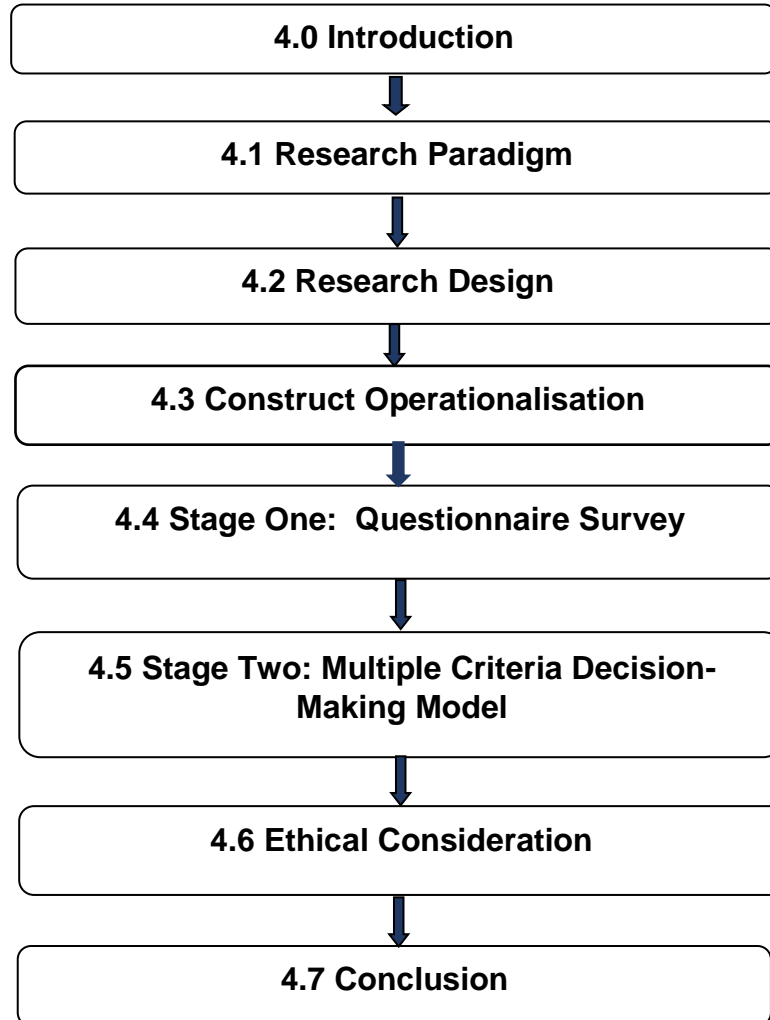 4.0 Introduction
4.1 Research Paradigm
4.2 Research Design
4.3 Construct Operationalisation
4.4 Stage One:  Questionnaire Survey
4.5 Stage Two: Multiple Criteria Decision-
Making Model
4.6 Ethical Consideration
4.7 Conclusion